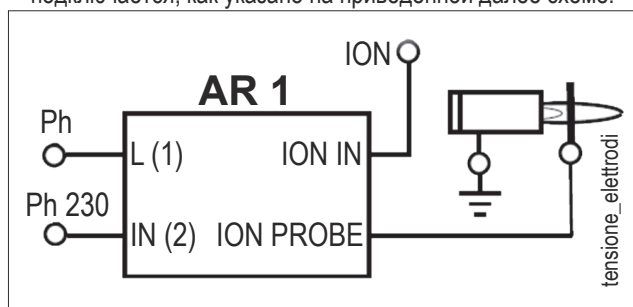 подключается, как указано на приведенной далее схеме:
ION
AR 1
Ph
L (1)
ION IN
Ph 230
IN (2)
ION PROBE
tensione_elettrodi